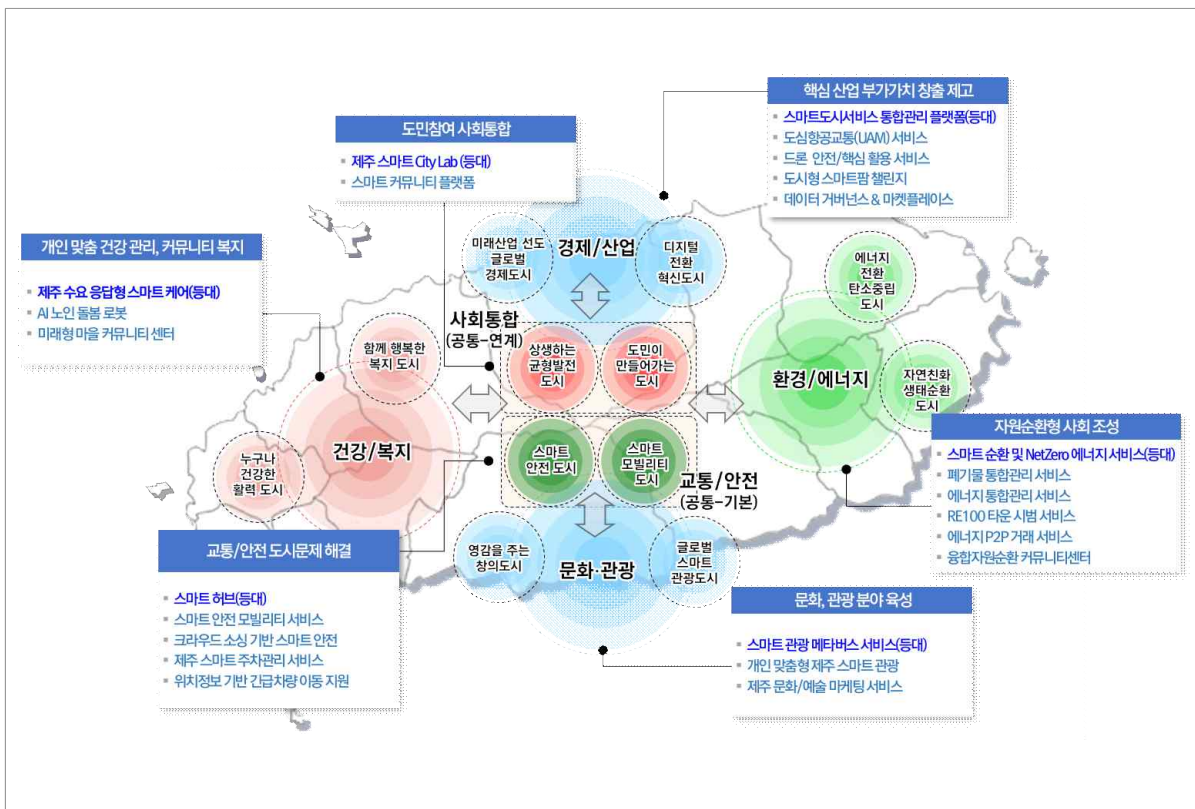 핵심 산업 부가가치 창출 제고
▪ 스마트도시서비스 통합관리 플랫폼(등대)
▪ 도심항공교통(UAM) 서비스
▪ 드론 안전/핵심 활용 서비스
▪ 도시형 스마트팜 챌린지
▪ 데이터 거버넌스 & 마켓플레이스
도민참여 사회통합
▪ 제주 스마트 City Lab (등대)
▪ 스마트 커뮤니티 플랫폼
개인 맞춤 건강 관리, 커뮤니티 복지
▪ 제주 수요 응답형 스마트 케어(등대)
▪ AI 노인 돌봄 로봇
▪ 미래형 마을 커뮤니티 센터
미래산업 선도
글로벌
경제도시
경제/산업
디지털
전환
혁신도시
에너지
전환
탄소중립
도시
사회통합
(공통-연계)
함께 행복한
복지 도시
상생하는
균형발전
도시
도민이
만들어가는
도시
환경/에너지
자연친화
생태순환
도시
건강/복지
누구나
건강한
활력 도시
스마트
안전 도시
스마트
모빌리티
도시
교통/안전
(공통-기본)
자원순환형 사회 조성
▪ 스마트 순환 및 NetZero 에너지 서비스(등대)
▪ 폐기물 통합관리 서비스
▪ 에너지 통합관리 서비스
▪ RE100 타운 시범 서비스
▪ 에너지 P2P 거래 서비스
▪ 융합자원순환 커뮤니티센터
교통/안전 도시문제 해결
▪ 스마트 허브(등대)
▪ 스마트 안전 모빌리티 서비스
▪ 크라우드 소싱 기반 스마트 안전
▪ 제주 스마트 주차관리 서비스
▪ 위치정보 기반 긴급차량 이동 지원
영감을 주는
창의도시
문화·관광
글로벌
스마트
관광도시
문화, 관광 분야 육성
▪ 스마트 관광 메타버스 서비스(등대)
▪ 개인 맞춤형 제주 스마트 관광
▪ 제주 문화/예술 마케팅 서비스